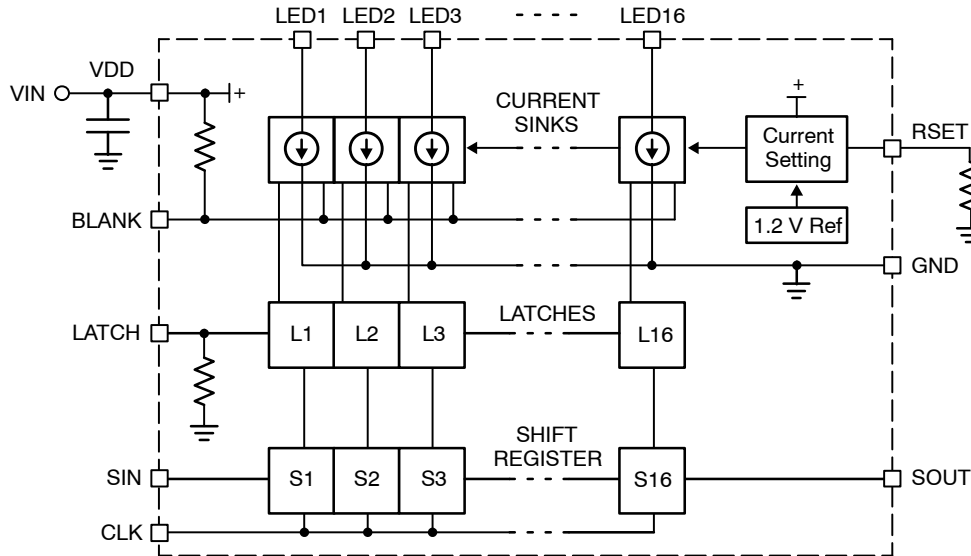 LED1 LED2 LED3 LED16
VDD
VIN
CURRENT
SINKS
+
+
Current
Setting
RSET
BLANK
1.2 V Ref
GND
LATCH
L1 L2 L3
LATCHES
L16
SIN
S1 S2 S3
SHIFT
REGISTER
S16
SOUT
CLK